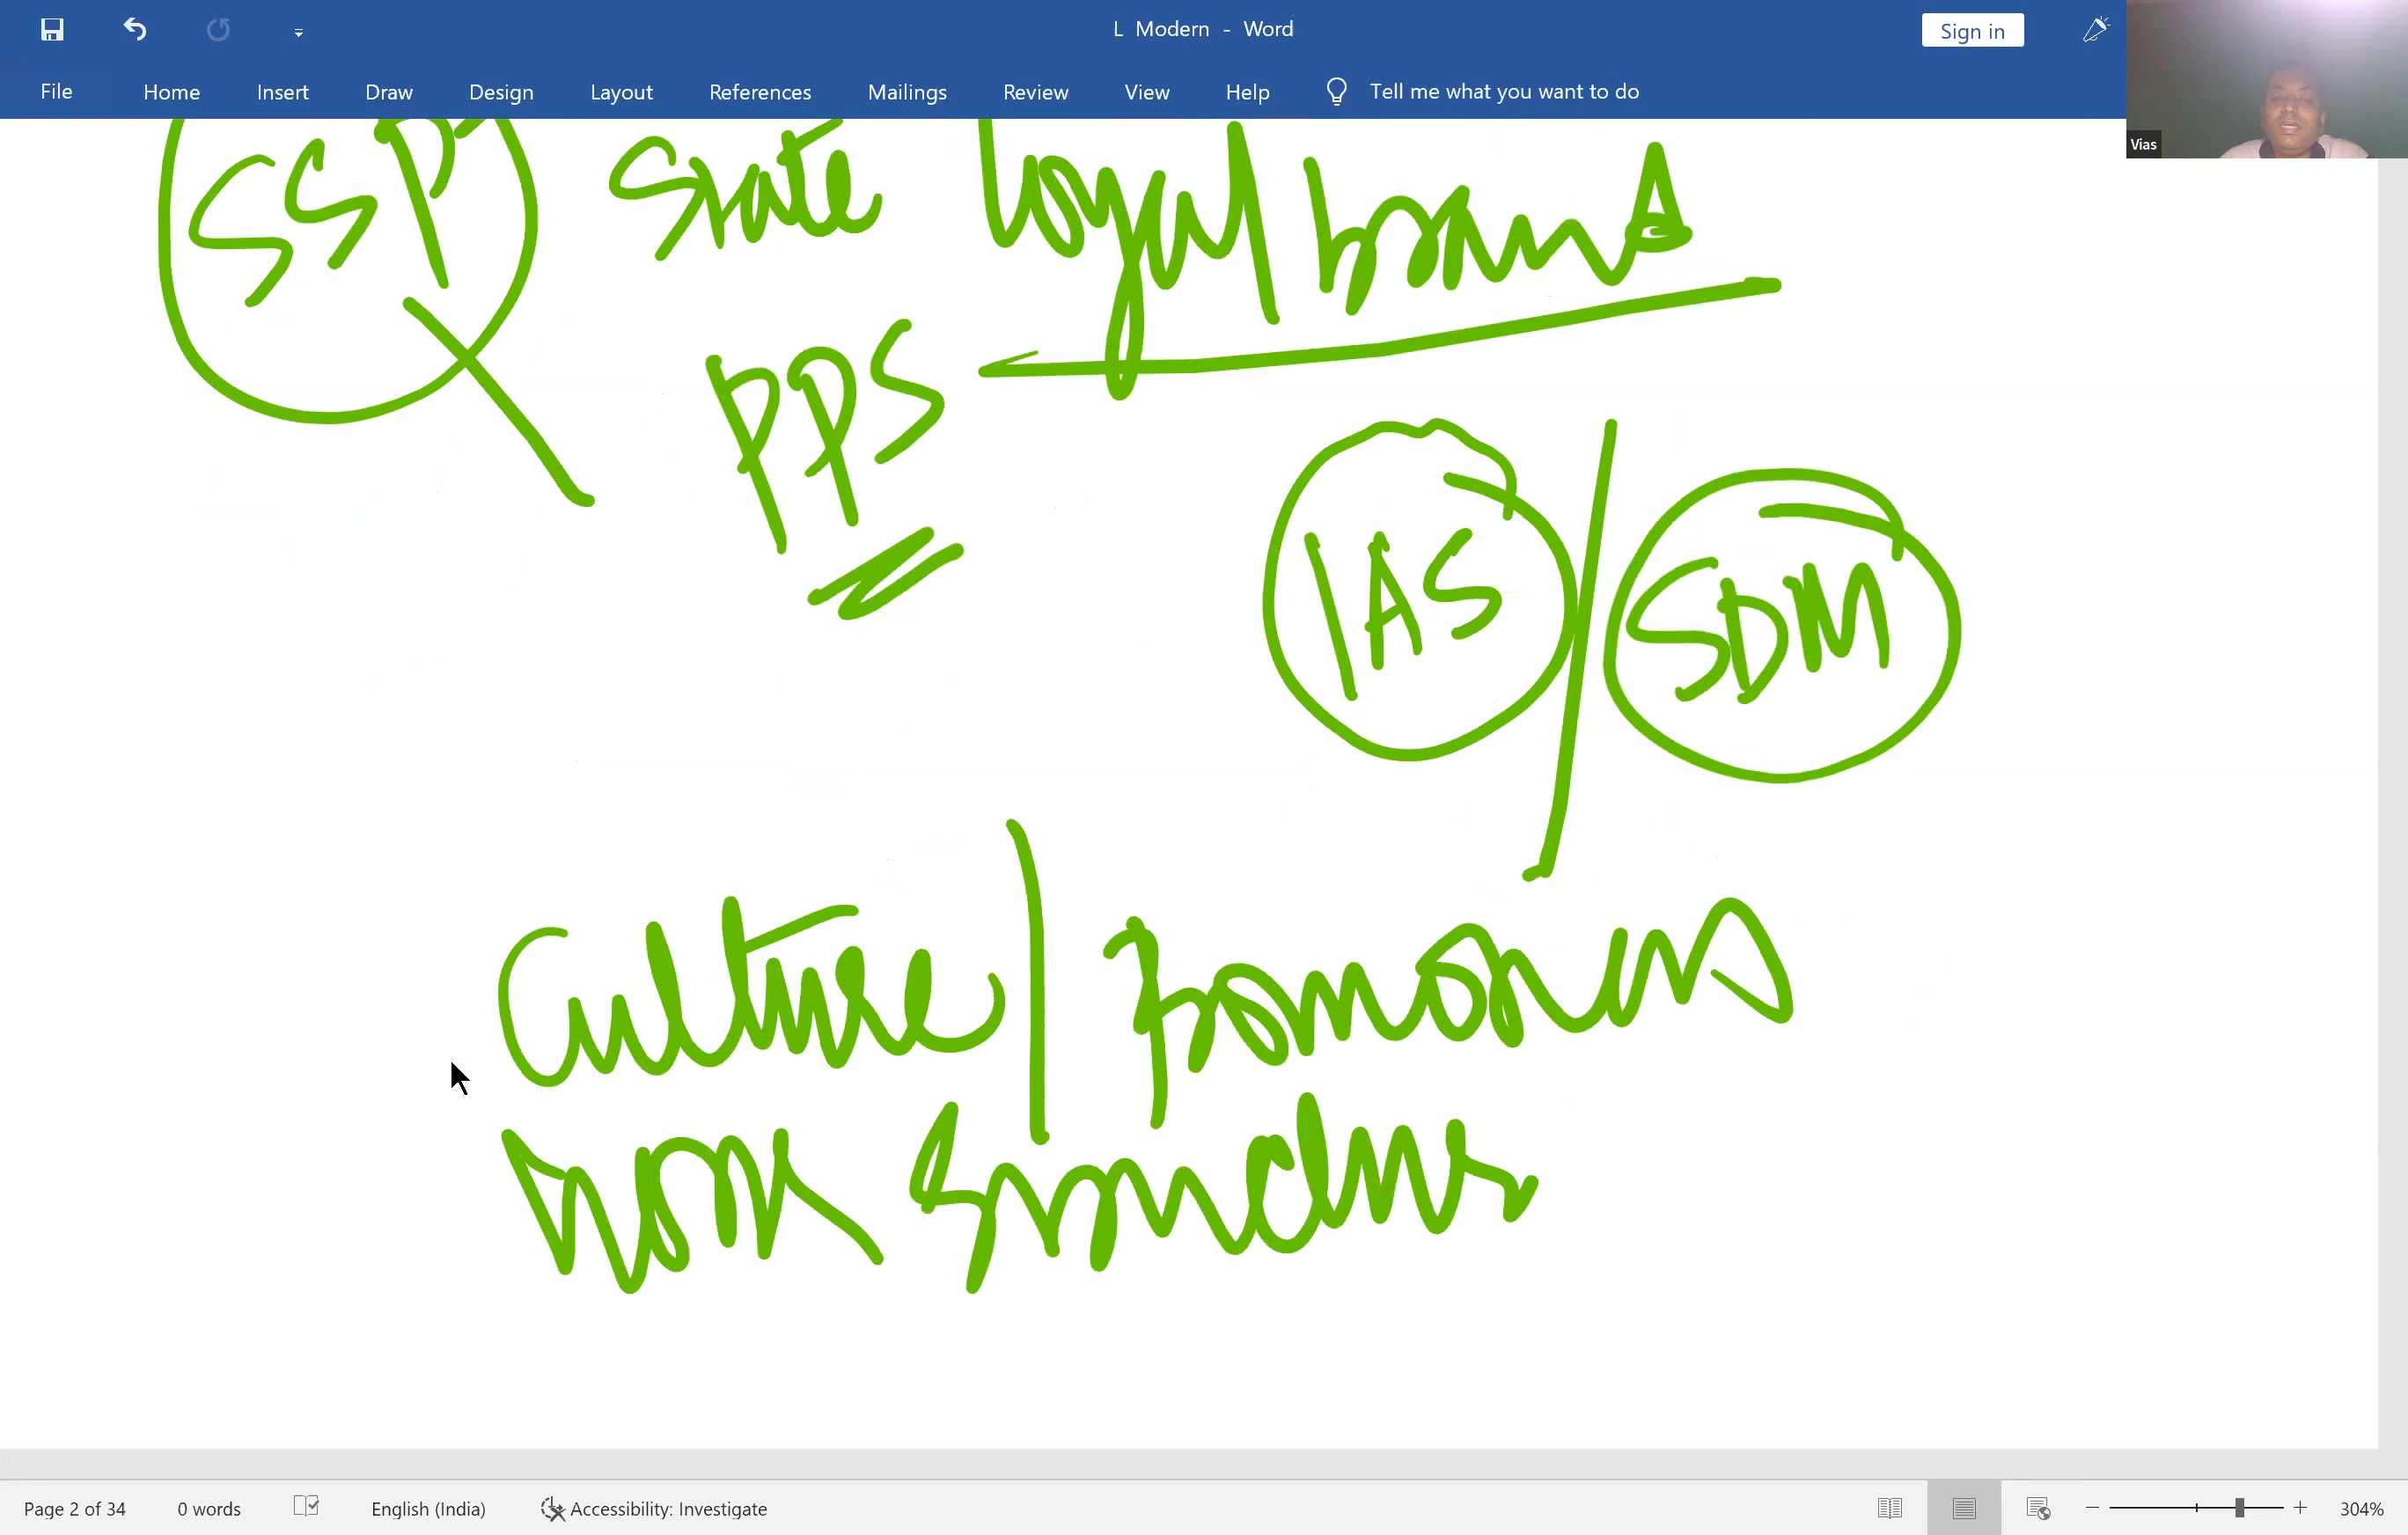 L Modern - Word
Sign in
File Home Insert Draw Design Layout References Mailings Review View Help Tell me what you want to do
Vias
SSP State loyal
PPS
IAS / SDM
Culture |
Page 2 of 34 0 words English (India) Accessibility: Investigate 304%